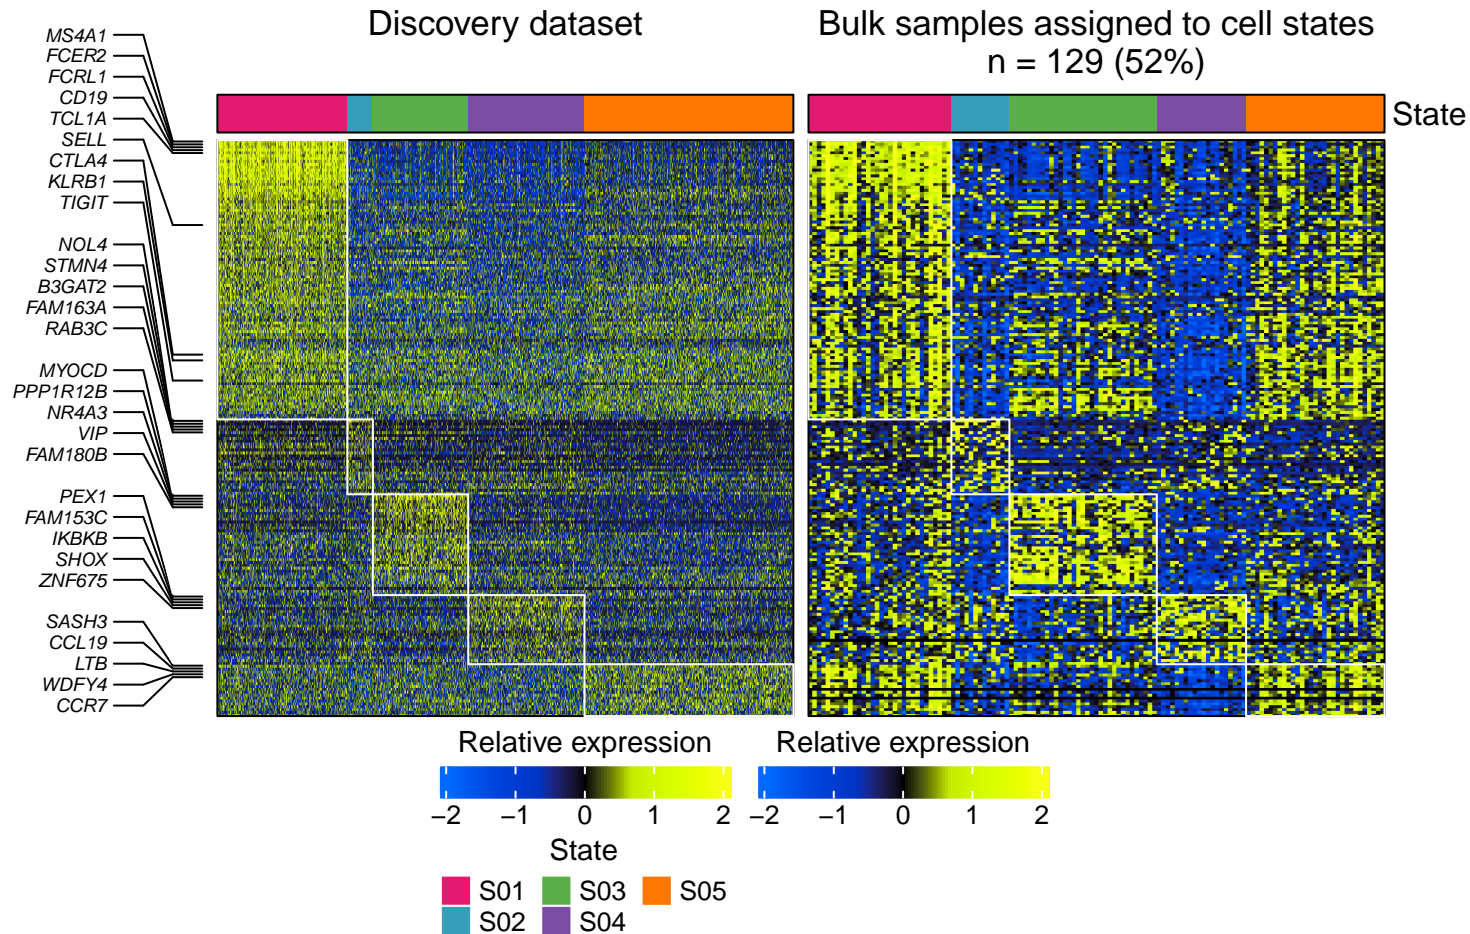 Discovery dataset
Bulk samples assigned to cell states
n = 129 (52%)
State
MS4A1
FCER2
FCRL1
CD19
TCL1A
SELL
CTLA4
KLRB1
TIGIT
NOL4
STMN4
B3GAT2
FAM163A
RAB3C
MYOCD
PPP1R12B
NR4A3
VIP
FAM180B
PEX1
FAM153C
IKBKB
SHOX
ZNF675
SASH3
CCL19
LTB
WDFY4
CCR7
Relative expression
−2 −1 0 1 2
Relative expression
−2 −1 0 1 2
State
S01 S03 S05
S02 S04